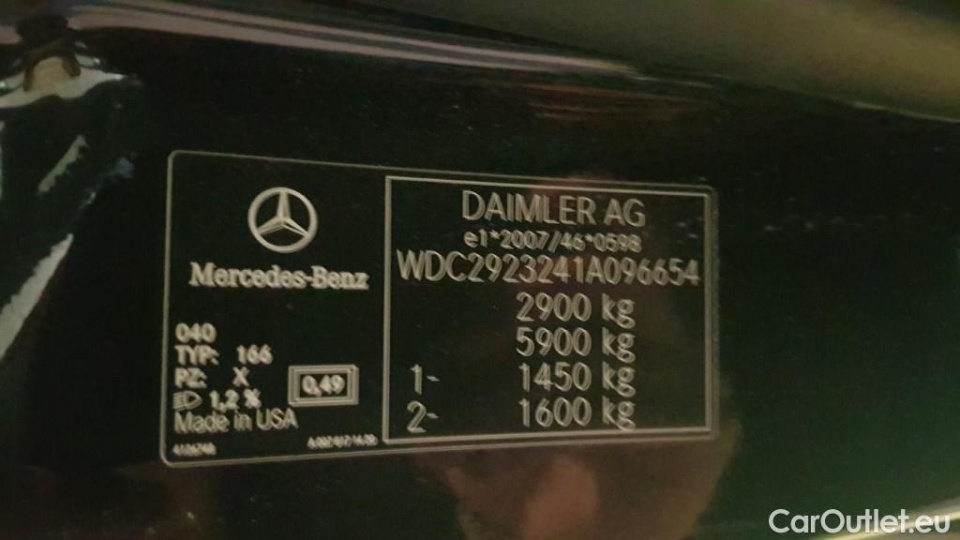 Mercedes-Benz
040
TYP: 166
PZ: X
1,2 %
0,49
Made in USA
DAIMLER AG
e1*2007/46*0598
WDC2923241A096654
2900 kg
5900 kg
1- 1450 kg
2- 1600 kg
CarOutlet.eu